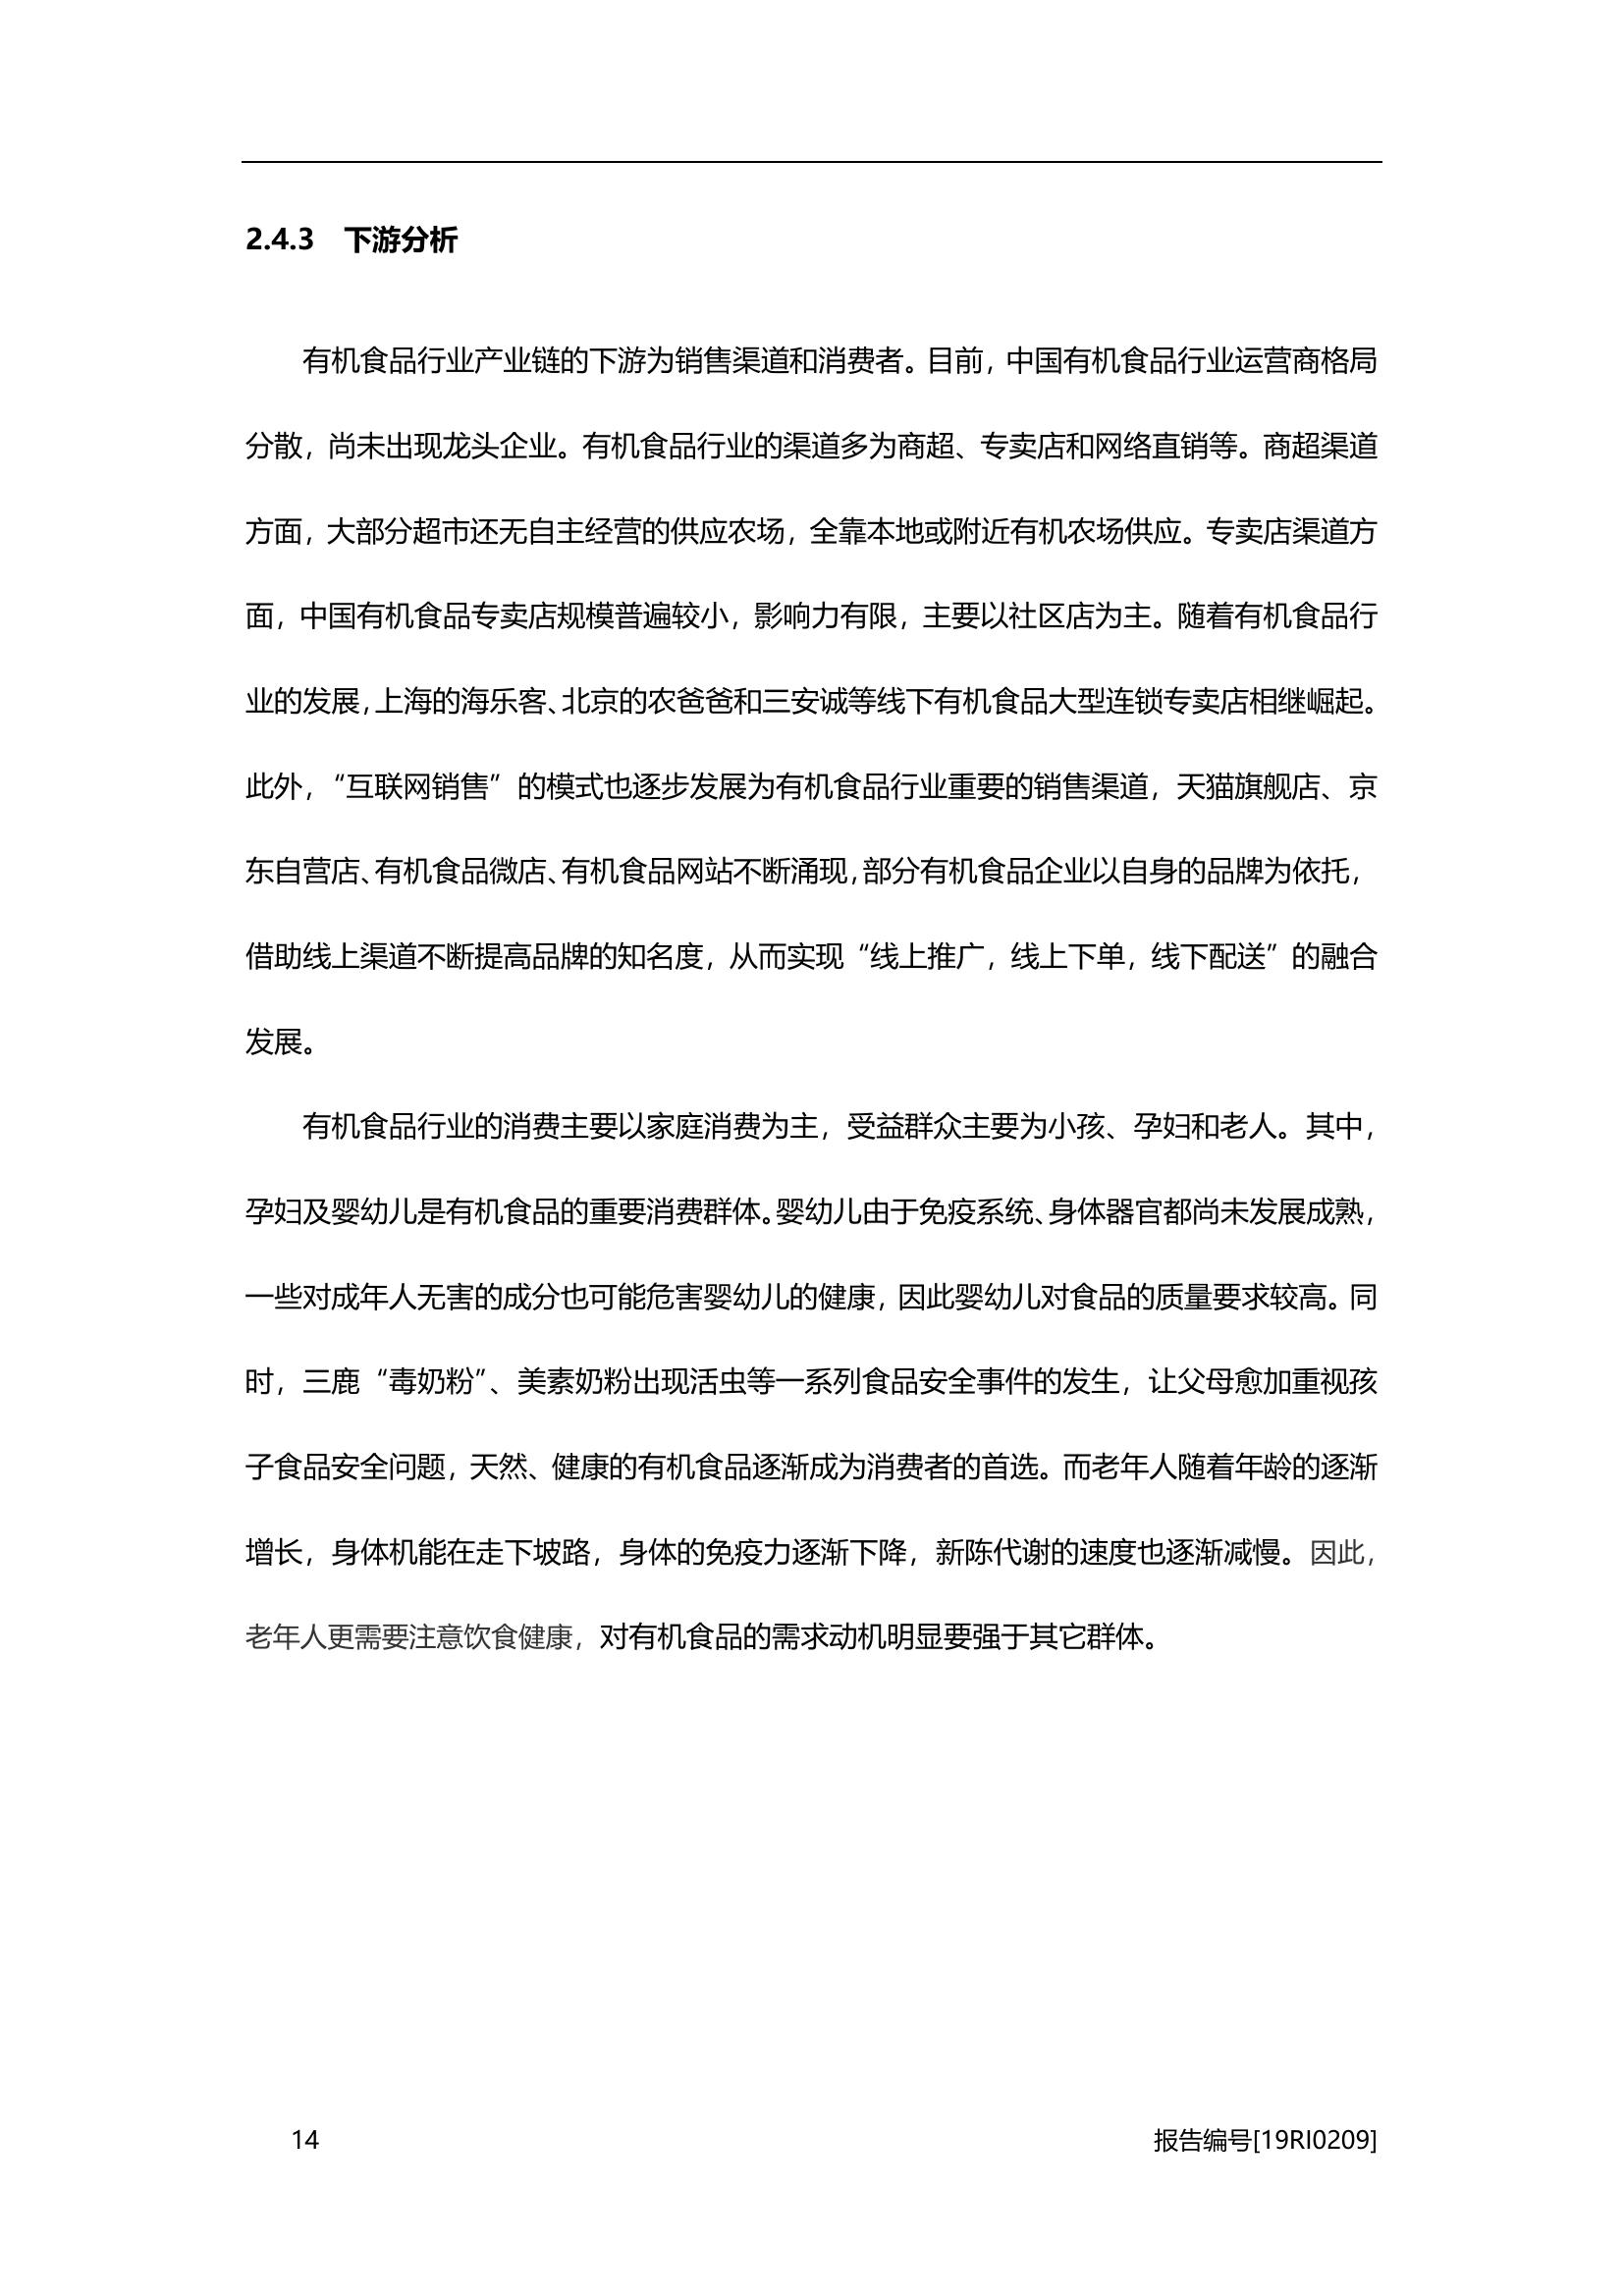 2.4.3 下游分析
有机食品行业产业链的下游为销售渠道和消费者。目前，中国有机食品行业运营商格局
分散，尚未出现龙头企业。有机食品行业的渠道多为商超、专卖店和网络直销等。商超渠道
方面，大部分超市还无自主经营的供应农场，全靠本地或附近有机农场供应。专卖店渠道方
面，中国有机食品专卖店规模普遍较小，影响力有限，主要以社区店为主。随着有机食品行
业的发展，上海的海乐客、北京的农爸爸和三安诚等线下有机食品大型连锁专卖店相继崛起。
此外，“互联网销售”的模式也逐步发展为有机食品行业重要的销售渠道，天猫旗舰店、京
东自营店、有机食品微店、有机食品网站不断涌现，部分有机食品企业以自身的品牌为依托，
借助线上渠道不断提高品牌的知名度，从而实现“线上推广，线上下单，线下配送”的融合
发展。
有机食品行业的消费主要以家庭消费为主，受益群众主要为小孩、孕妇和老人。其中，
孕妇及婴幼儿是有机食品的重要消费群体。婴幼儿由于免疫系统、身体器官都尚未发展成熟，
一些对成年人无害的成分也可能危害婴幼儿的健康，因此婴幼儿对食品的质量要求较高。同
时，三鹿“毒奶粉”、美素奶粉出现活虫等一系列食品安全事件的发生，让父母愈加重视孩
子食品安全问题，天然、健康的有机食品逐渐成为消费者的首选。而老年人随着年龄的逐渐
增长，身体机能在走下坡路，身体的免疫力逐渐下降，新陈代谢的速度也逐渐减慢。因此，
老年人更需要注意饮食健康，对有机食品的需求动机明显要强于其它群体。
14 报告编号[19RI0209]